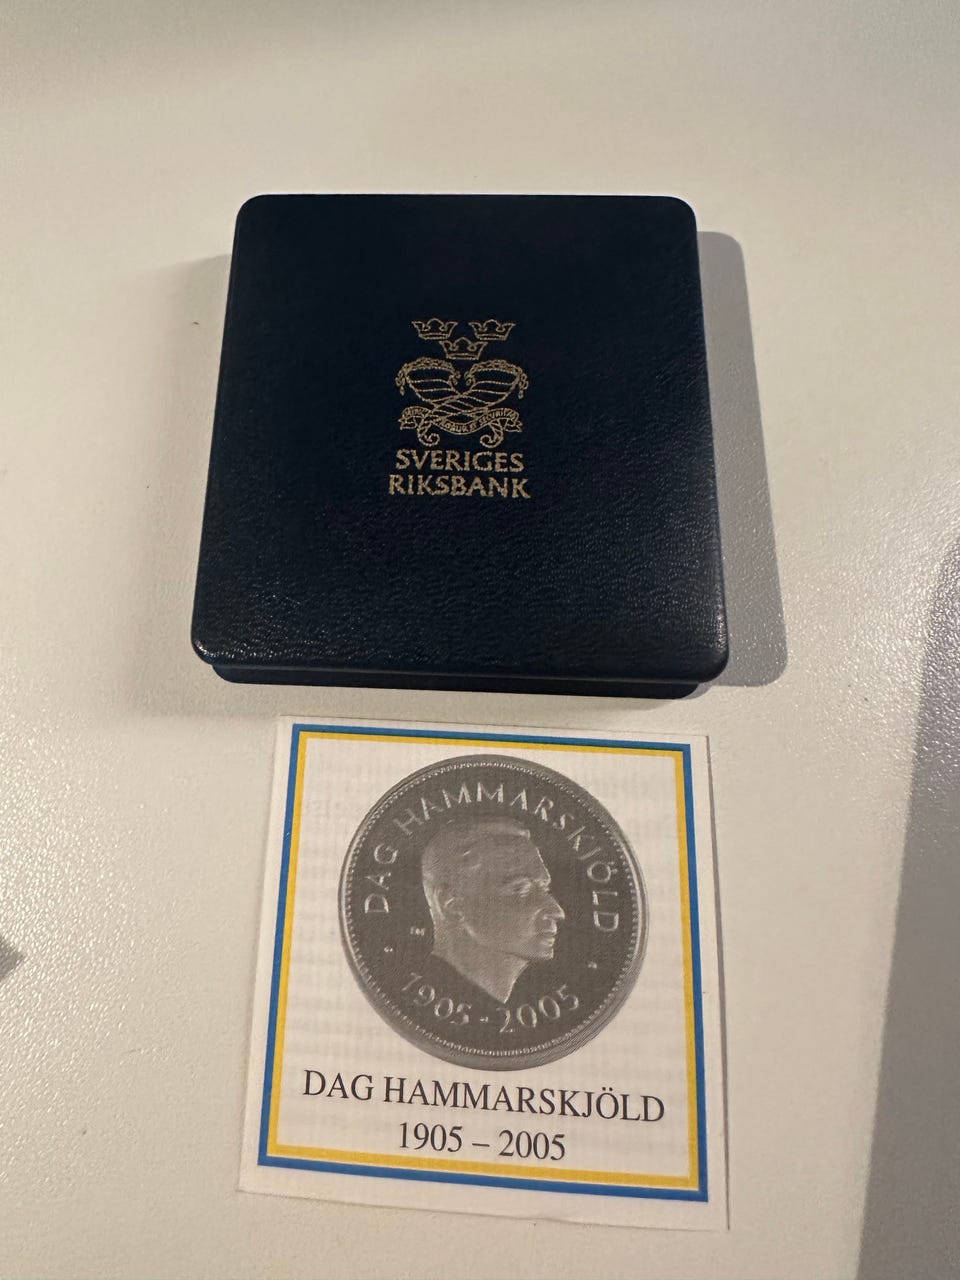 SVERIGES
RIKSBANK
DAG HAMMARSKJÖLD
1905 - 2005
DAG HAMMARSKJÖLD
1905 – 2005